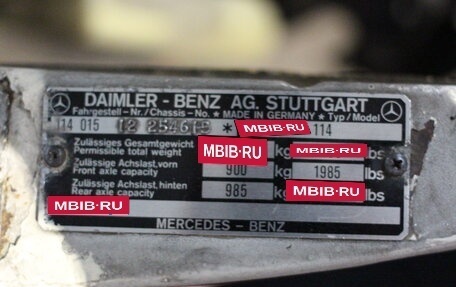 DAIMLER - BENZ AG. STUTTGART
Fahrgestell - Nr. / Chassis - No. * MADE IN GERMANY * Typ / Model
114 015 12 * MBIB.RU 114
Zulässiges Gesamtgewicht
Permissible total weight MBIB.RU kg MBIB.RU lbs
Zulässige Achslast, vorn
Front axle capacity 900 kg 1985 lbs
Zulässige Achslast, hinten
Rear axle capacity 985 kg MBIB.RU lbs
MBIB.RU
MERCEDES - BENZ